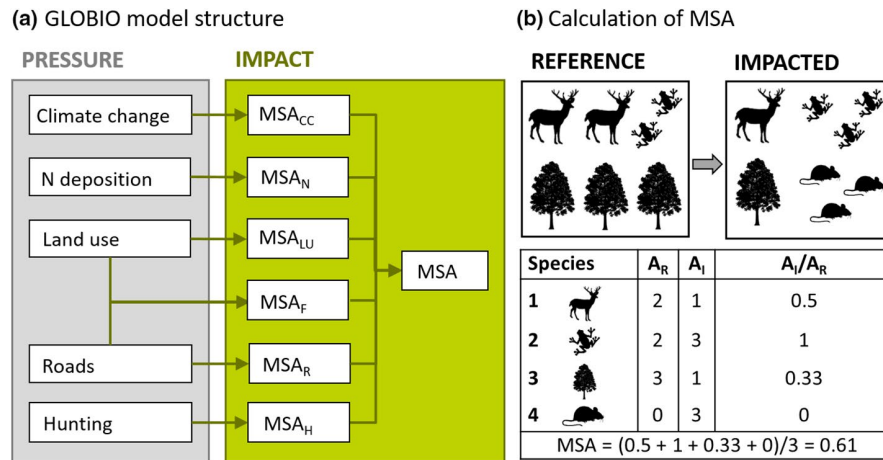 (a) GLOBIO model structure
PRESSURE
IMPACT
Climate change
MSACC
N deposition
MSAN
Land use
MSALU
MSA
MSAF
Roads
MSAR
Hunting
MSAH
(b) Calculation of MSA
REFERENCE
IMPACTED
Species AR AI AI/AR
1 2 1 0.5
2 2 3 1
3 3 1 0.33
4 0 3 0
MSA = (0.5 + 1 + 0.33 + 0)/3 = 0.61